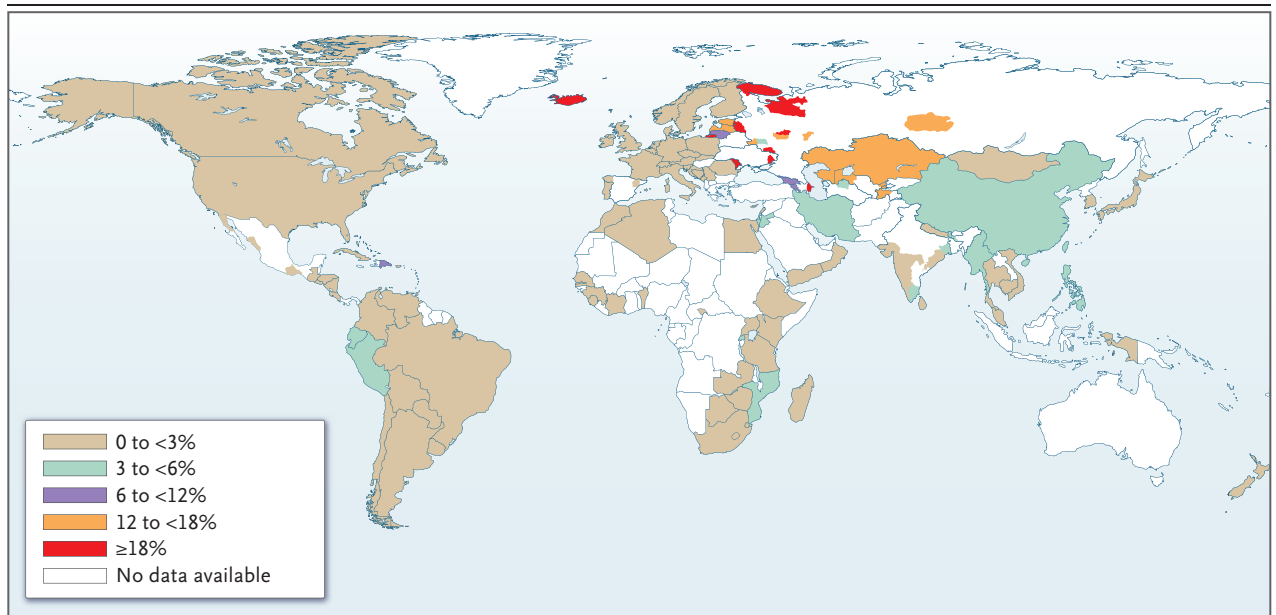 0 to <3%
3 to <6%
6 to <12%
12 to <18%
≥18%
No data available